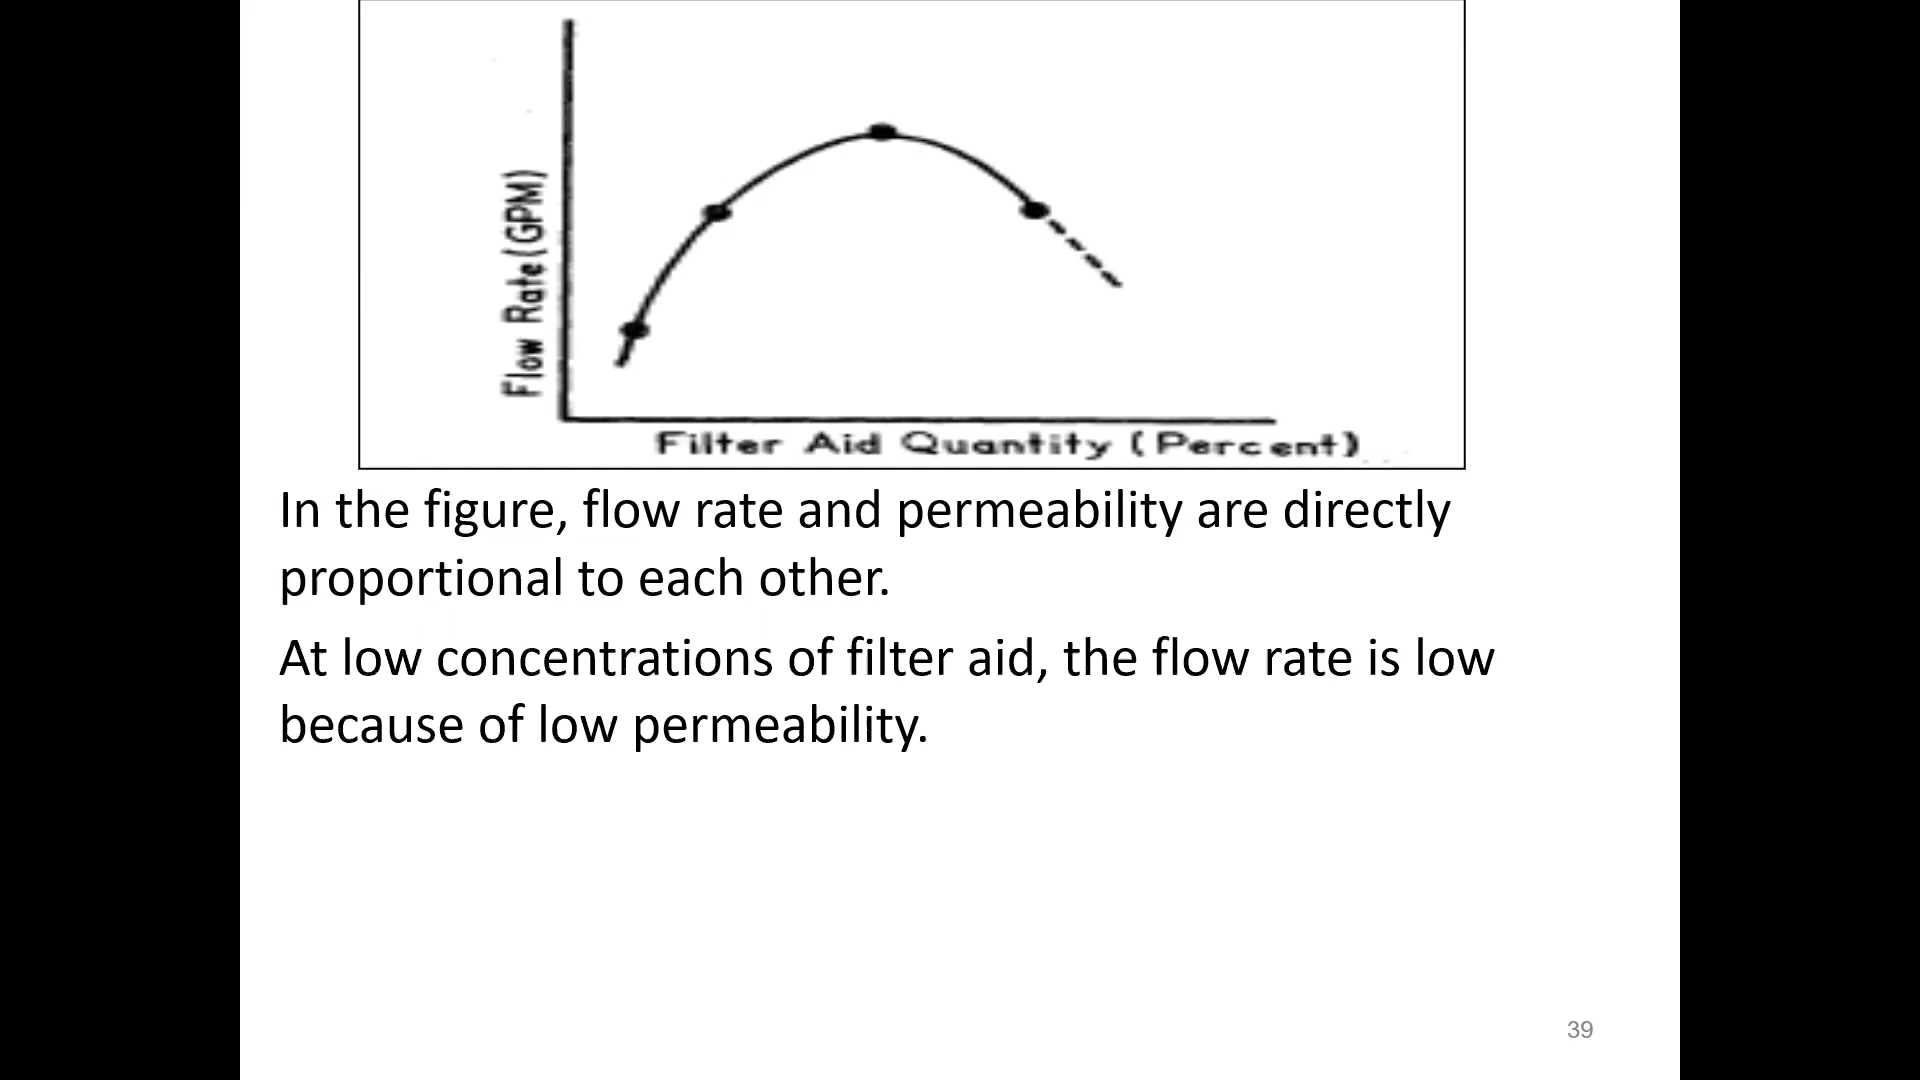 Flow Rate (GPM)
Filter Aid Quantity (Percent)
In the figure, flow rate and permeability are directly
proportional to each other.
At low concentrations of filter aid, the flow rate is low
because of low permeability.
39